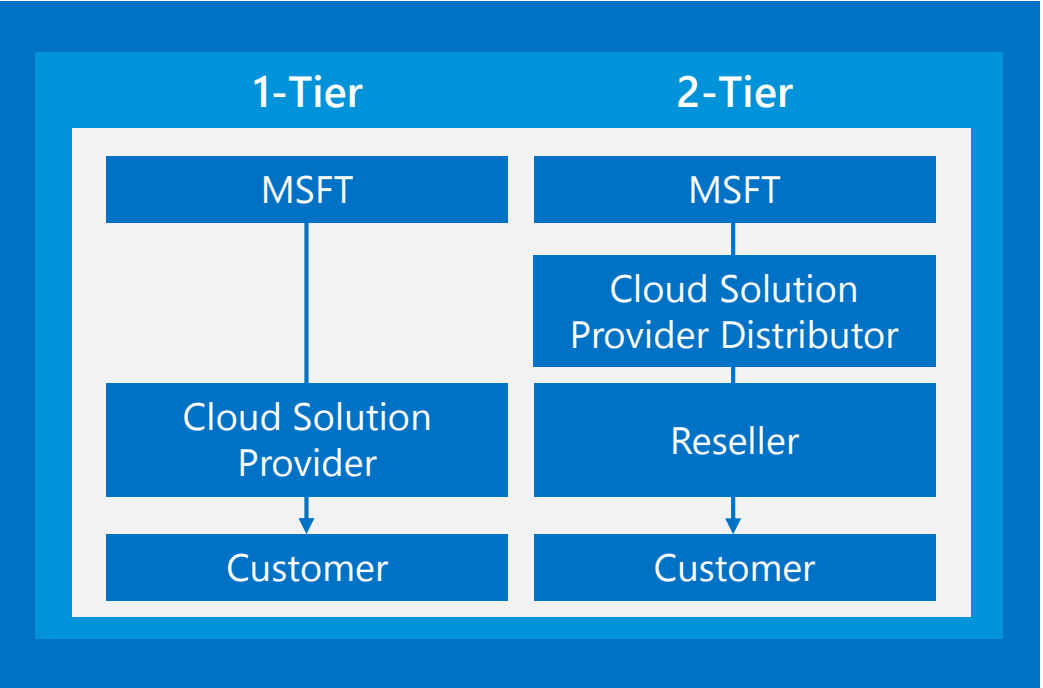 1-Tier
2-Tier
MSFT
Cloud Solution
Provider
Customer
MSFT
Cloud Solution
Provider Distributor
Reseller
Customer